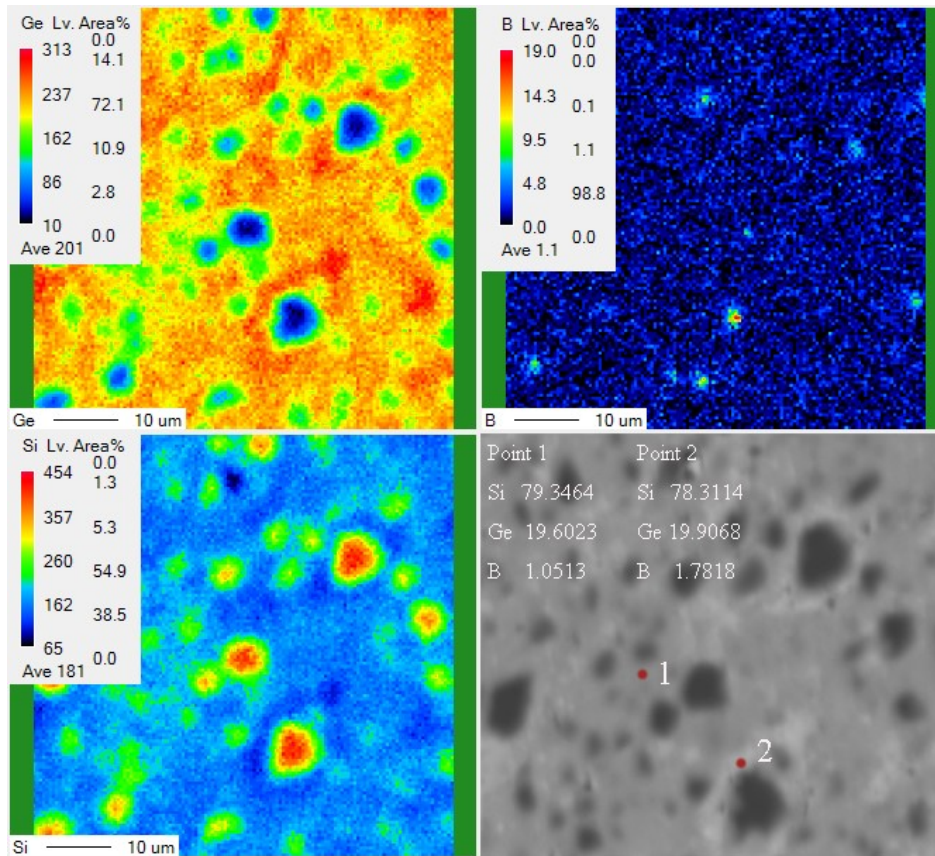 Ge Lv. Area%
0.0
313
14.1
237
72.1
162
10.9
86
2.8
10
0.0
Ave 201
Ge 10 um
B Lv. Area%
0.0
19.0
0.0
14.3
0.1
9.5
1.1
4.8
98.8
0.0
0.0
Ave 1.1
B 10 um
Si Lv. Area%
0.0
454
1.3
357
5.3
260
54.9
162
38.5
65
0.0
Ave 181
Si 10 um
Point 1 Point 2
Si 79.3464 Si 78.3114
Ge 19.6023 Ge 19.9068
B 1.0513 B 1.7818
1
2